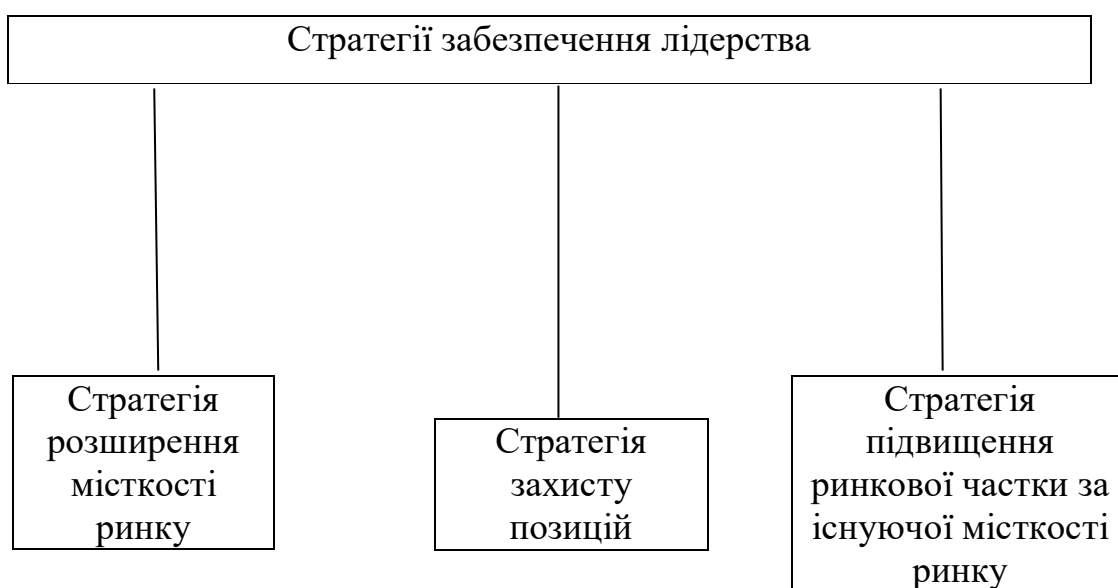 Стратегії забезпечення лідерства
Стратегія
розширення
місткості
ринку
Стратегія
захисту
позицій
Стратегія
підвищення
ринкової частки за
існуючої місткості
ринку